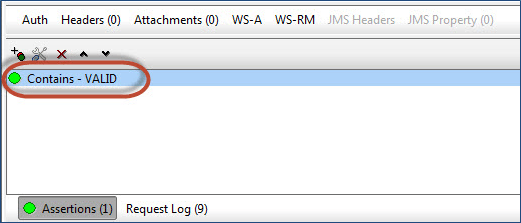 Auth Headers (0) Attachments (0) WS-A WS-RM JMS Headers JMS Property (0)
Contains - VALID
Assertions (1) Request Log (9)